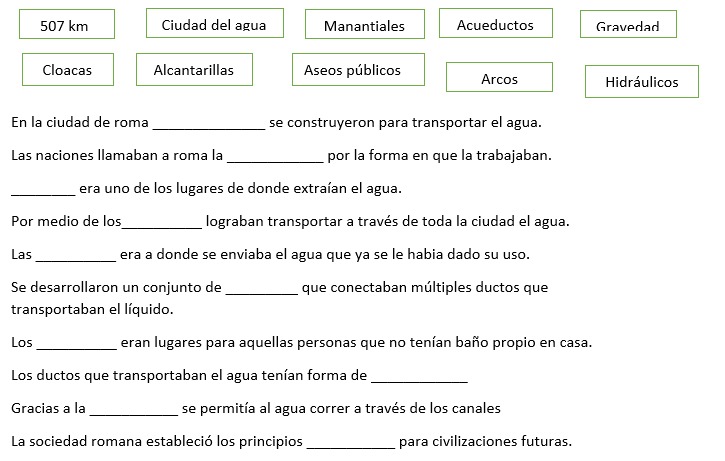 507 km
Ciudad del agua
Manantiales
Acueductos
Gravedad
Cloacas
Alcantarillas
Aseos públicos
Arcos
Hidráulicos
En la ciudad de roma ______________ se construyeron para transportar el agua.
Las naciones llamaban a roma la ____________ por la forma en que la trabajaban.
________ era uno de los lugares de donde extraían el agua.
Por medio de los__________ lograban transportar a través de toda la ciudad el agua.
Las __________ era a donde se enviaba el agua que ya se le habia dado su uso.
Se desarrollaron un conjunto de _________ que conectaban múltiples ductos que
transportaban el líquido.
Los __________ eran lugares para aquellas personas que no tenían baño propio en casa.
Los ductos que transportaban el agua tenían forma de ____________
Gracias a la ___________ se permitía al agua correr a través de los canales
La sociedad romana estableció los principios ___________ para civilizaciones futuras.